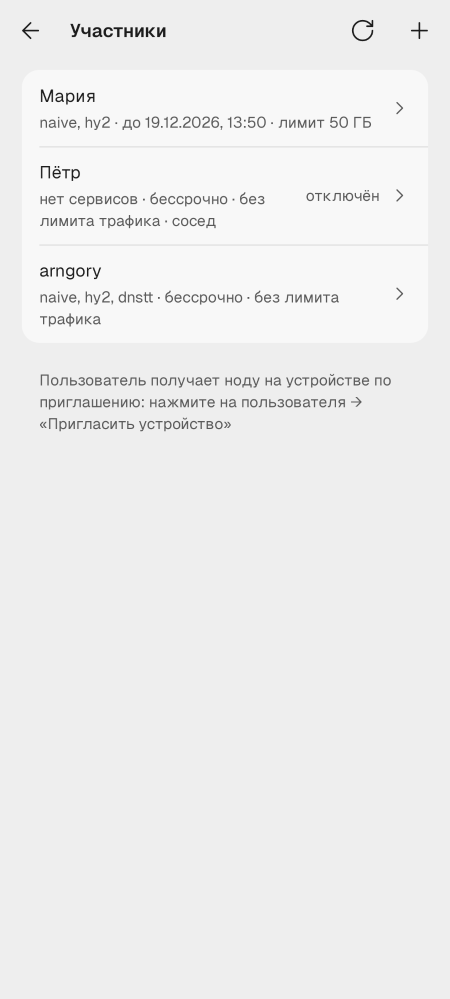 Участники
Мария
naive, hy2 · до 19.12.2026, 13:50 · лимит 50 ГБ
Пётр
нет сервисов · бессрочно · без
лимита трафика · сосед
отключён
arngory
naive, hy2, dnstt · бессрочно · без лимита
трафика
Пользователь получает ноду на устройстве по
приглашению: нажмите на пользователя →
«Пригласить устройство»